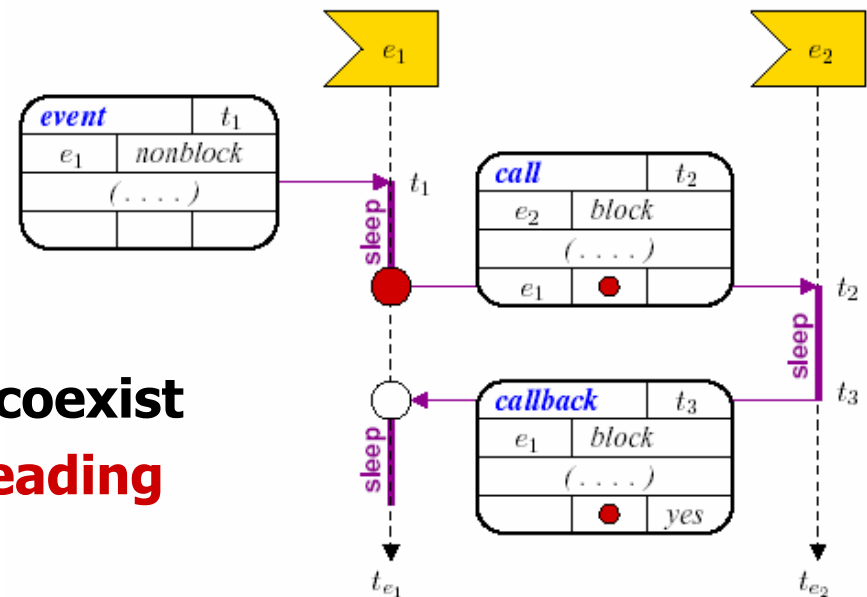 e₁
e₂
event t₁
e₁ nonblock
(. . . .)
t₁
sleep
call t₂
e₂ block
(. . . .)
e₁
t₂
sleep
t₃
coexist
eading
callback t₃
e₁ block
(. . . .)
yes
sleep
tₑ₁
tₑ₂